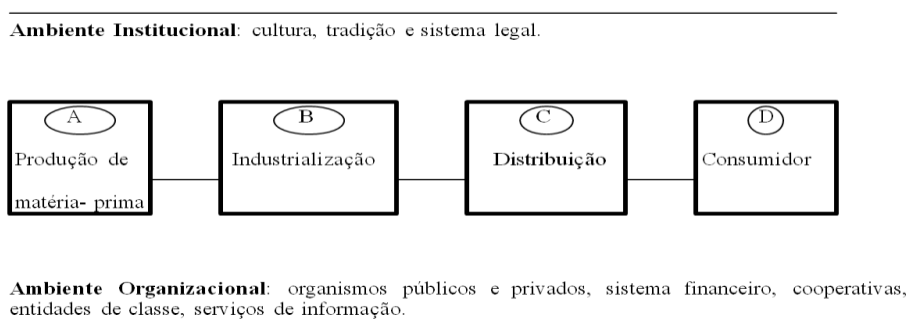 Ambiente Institucional: cultura, tradição e sistema legal.
A
Produção de
matéria- prima
B
Industrialização
C
Distribuição
D
Consumidor
Ambiente Organizacional: organismos públicos e privados, sistema financeiro, cooperativas,
entidades de classe, serviços de informação.